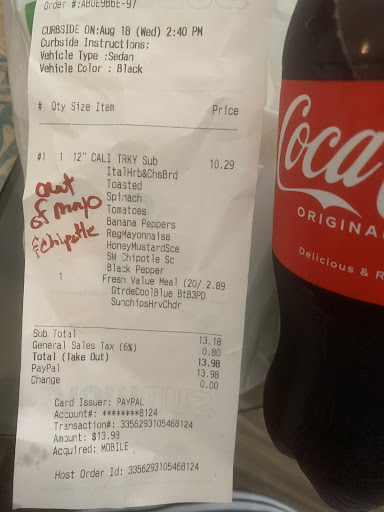 Order #:ABUE9B6E-97
CURBSIDE ON:Aug 18 (Wed) 2:40 PM
Curbside Instructions:
Vehicle Type :Sedan
Vehicle Color : Black
# Qty Size Item Price
#1 1 12" CALI TRKY Sub 10.29
ItalHrb&ChsBrd
Toasted
Spinach
Tomatoes
Banana Peppers
RegMayonnaise
HoneyMustardSce
SW Chipotle Sc
Black Pepper
1 Fresh Value Meal (20/ 2.89
GtrdeCoolBlue BtB3PD
SunchipsHrvChdr
out
of mayo
& chipotle
Sub Total 13.18
General Sales Tax (6%) 0.80
Total (Take Out) 13.98
PayPal 13.98
Change 0.00
Card Issuer: PAYPAL
Account#: ********8124
Transaction#: 3356293105468124
Amount: $13.98
Acquired: MOBILE
Host Order Id: 3356293105468124
Coca
ORIGINA
Delicious & R